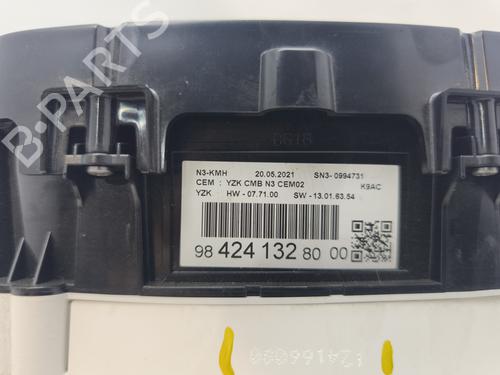 B-PARTS
DG18
N3-KMH 20.05.2021 SN3- 0994731
CEM : YZK CMB N3 CEM02 K9AC
YZK HW - 07.71.00 SW - 13.01.63.54
98 424 132 80 00